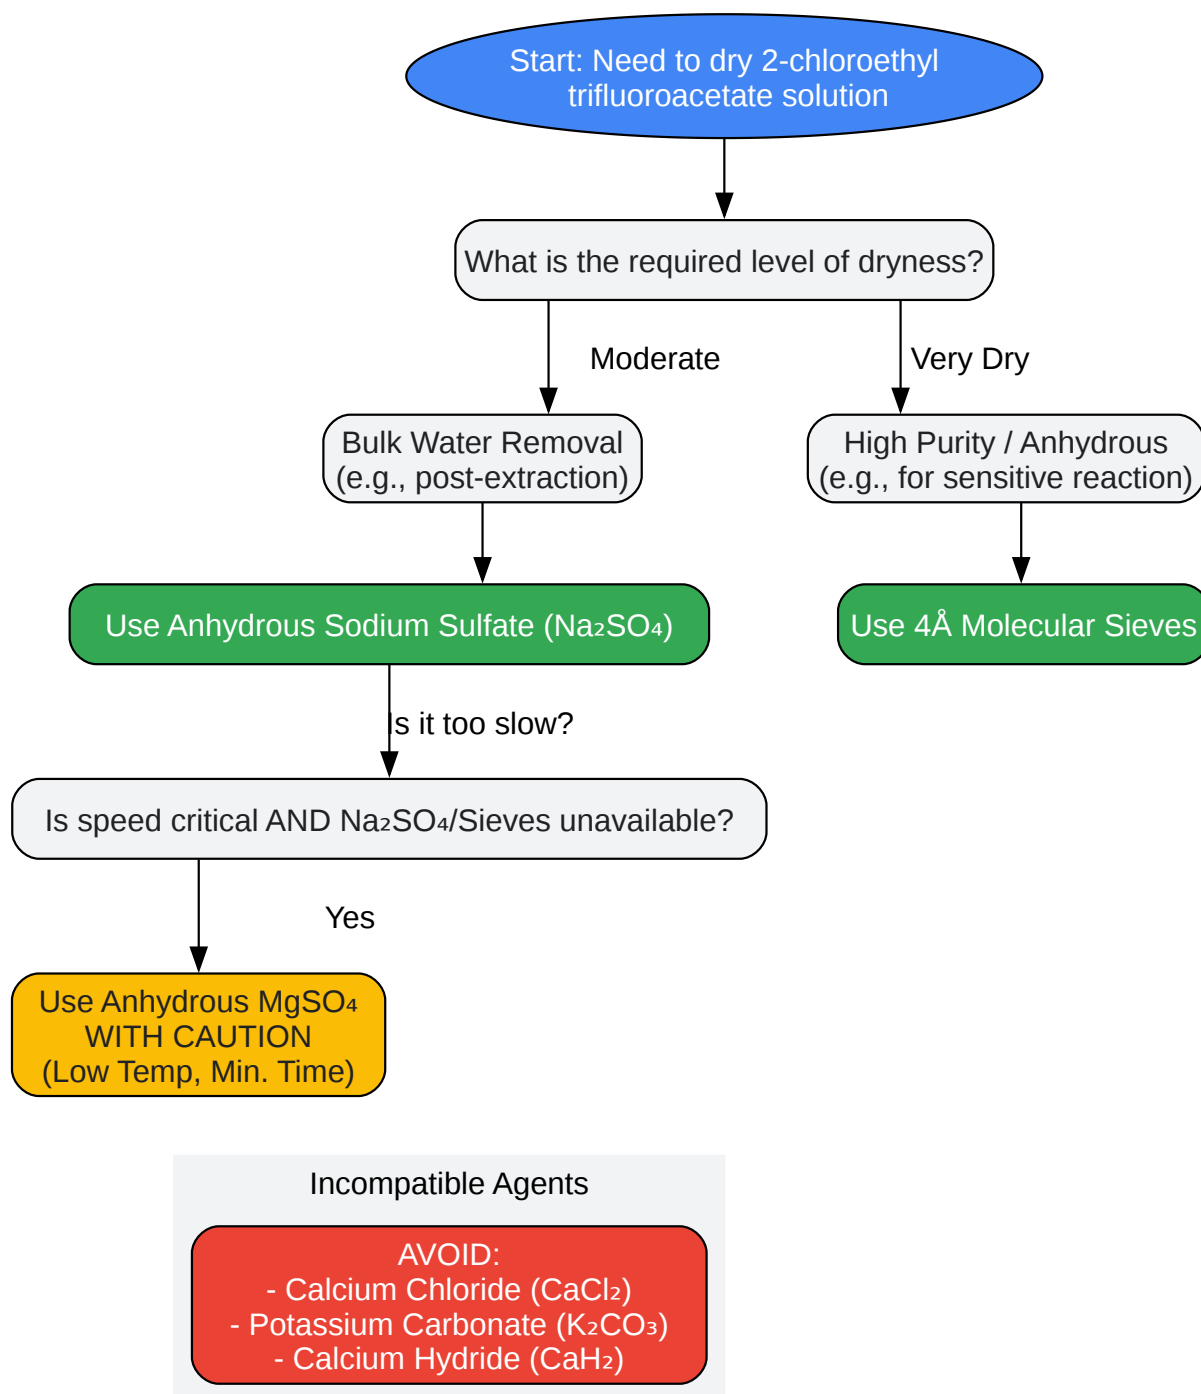 Start: Need to dry 2-chloroethyl
trifluoroacetate solution
What is the required level of dryness?
Moderate
Very Dry
Bulk Water Removal
(e.g., post-extraction)
High Purity / Anhydrous
(e.g., for sensitive reaction)
Use Anhydrous Sodium Sulfate (Na₂SO₄)
Use 4Å Molecular Sieves
Is it too slow?
Is speed critical AND Na₂SO₄/Sieves unavailable?
Yes
Use Anhydrous MgSO₄
WITH CAUTION
(Low Temp, Min. Time)
Incompatible Agents
AVOID:
- Calcium Chloride (CaCl₂)
- Potassium Carbonate (K₂CO₃)
- Calcium Hydride (CaH₂)